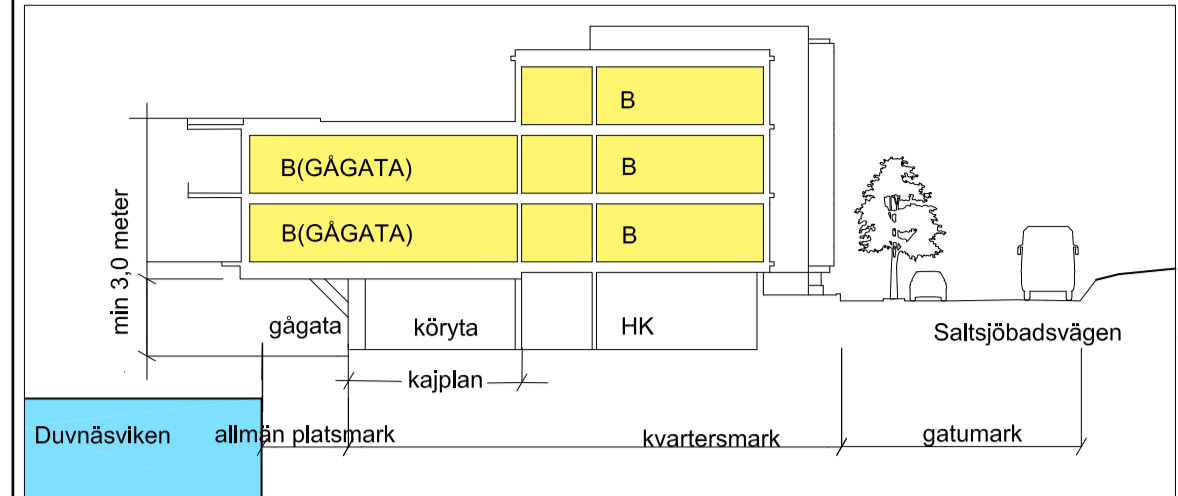 B
B(GÅGATA)
B
B(GÅGATA)
B
min 3,0 meter
gågata
köryta
HK
Saltsjöbadsvägen
kajplan
Duvnäsviken
allmän platsmark
kvartersmark
gatumark